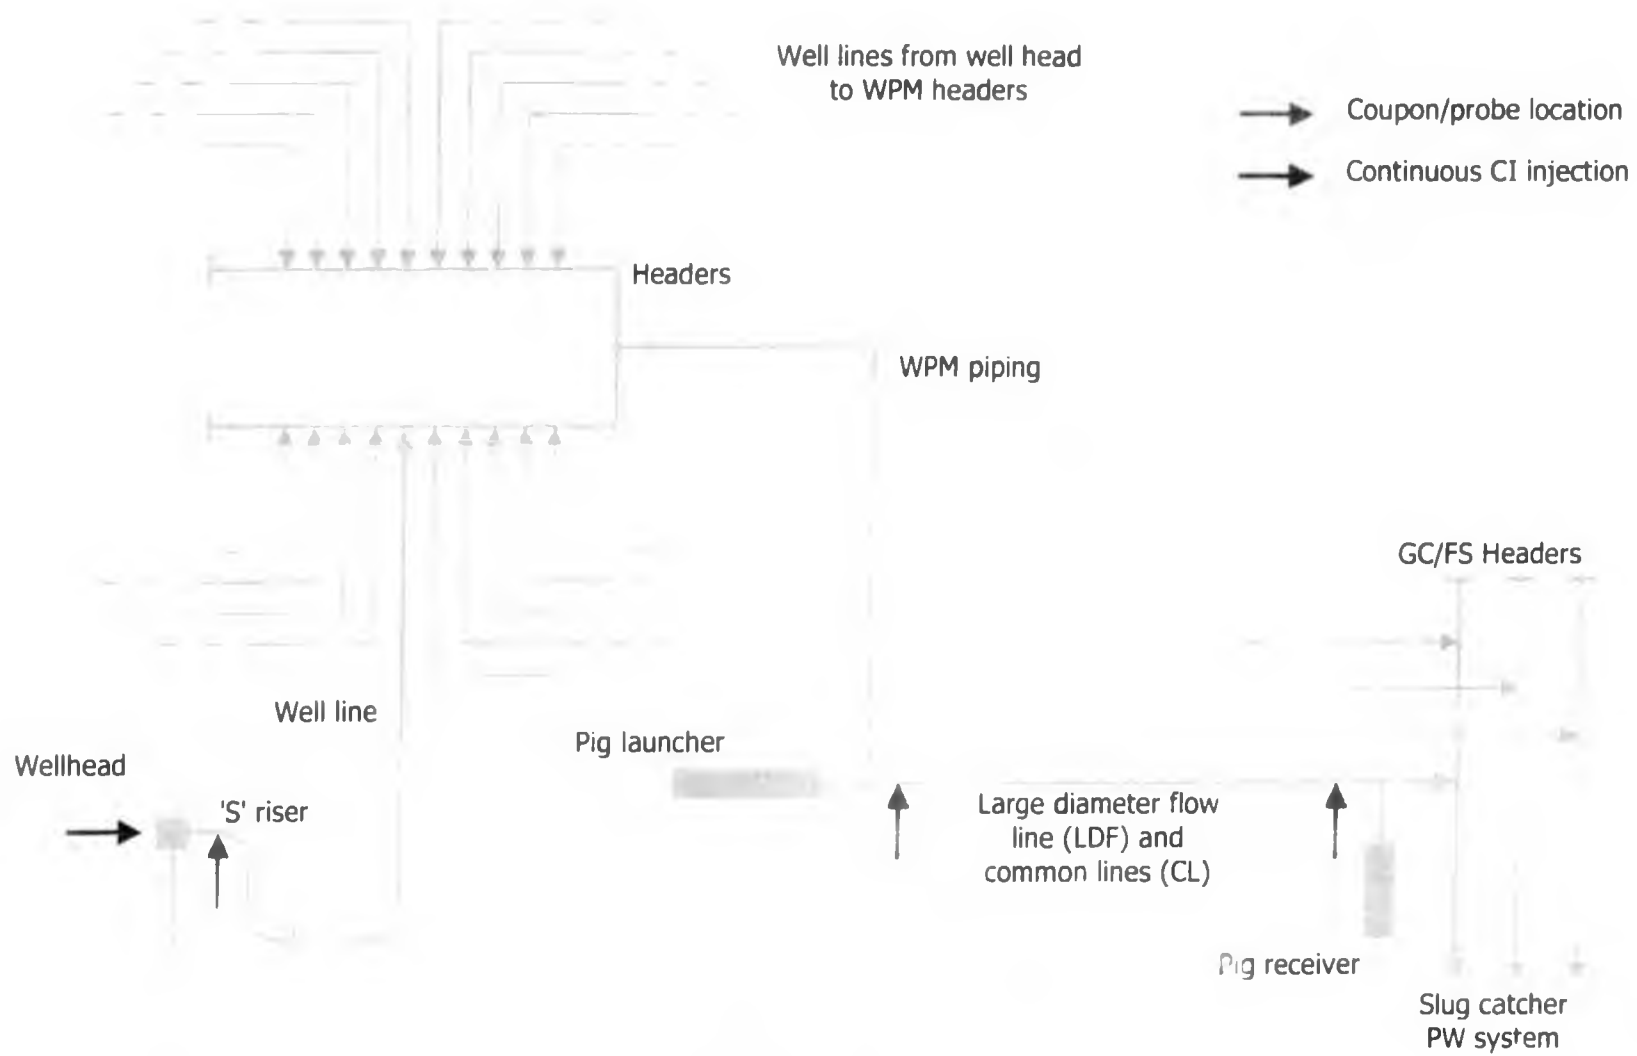 Well lines from well head
to WPM headers
Coupon/probe location
Continuous CI injection
Headers
WPM piping
GC/FS Headers
Well line
Pig launcher
Wellhead
'S' riser
Large diameter flow
line (LDF) and
common lines (CL)
Pig receiver
Slug catcher
PW system